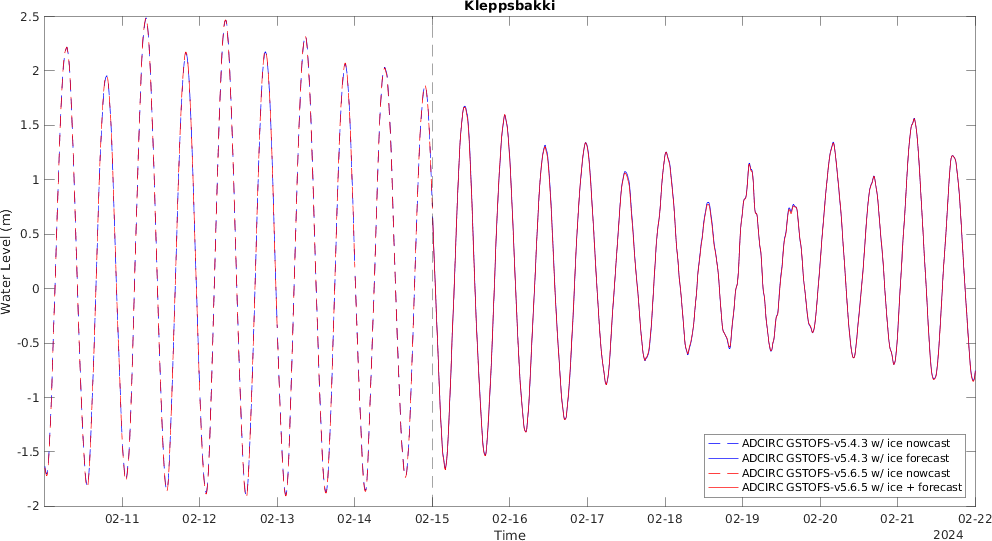 Kleppsbakki
2.5
2
1.5
1
0.5
0
-0.5
-1
-1.5
-2
Water Level (m)
ADCIRC GSTOFS-v5.4.3 w/ ice nowcast
ADCIRC GSTOFS-v5.4.3 w/ ice forecast
ADCIRC GSTOFS-v5.6.5 w/ ice nowcast
ADCIRC GSTOFS-v5.6.5 w/ ice + forecast
02-11 02-12 02-13 02-14 02-15 02-16 02-17 02-18 02-19 02-20 02-21 02-22
Time
2024